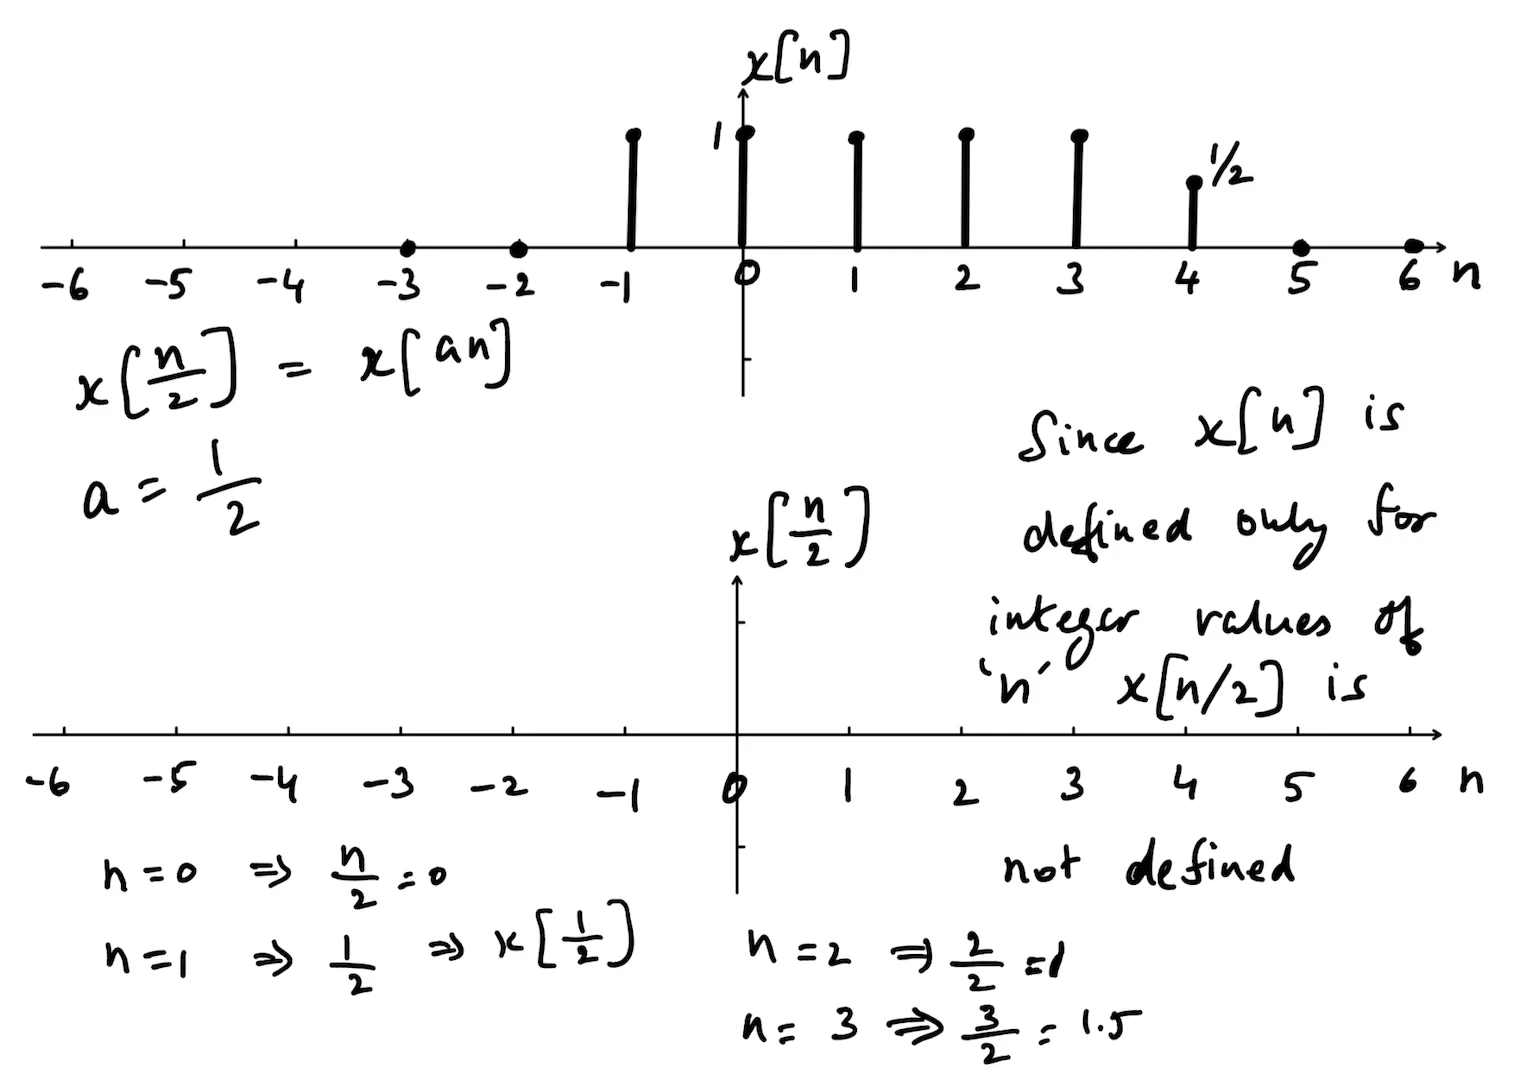 x[n]
1
1/2
-6 -5 -4 -3 -2 -1 0 1 2 3 4 5 6 n
x[n/2] = x[an]
a = 1/2
Since x[n] is
defined only for
integer values of
'n' x[n/2] is
x[n/2]
-6 -5 -4 -3 -2 -1 0 1 2 3 4 5 6 n
not defined
n=0 ⇒ n/2 = 0
n=1 ⇒ 1/2 ⇒ x[1/2]
n=2 ⇒ 2/2 =1
n= 3 ⇒ 3/2 = 1.5